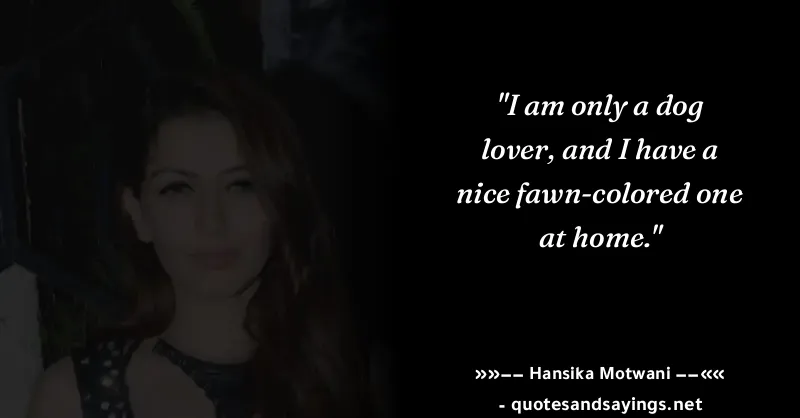 "I am only a dog
lover, and I have a
nice fawn-colored one
at home."
»»–– Hansika Motwani ––««
- quotesandsayings.net